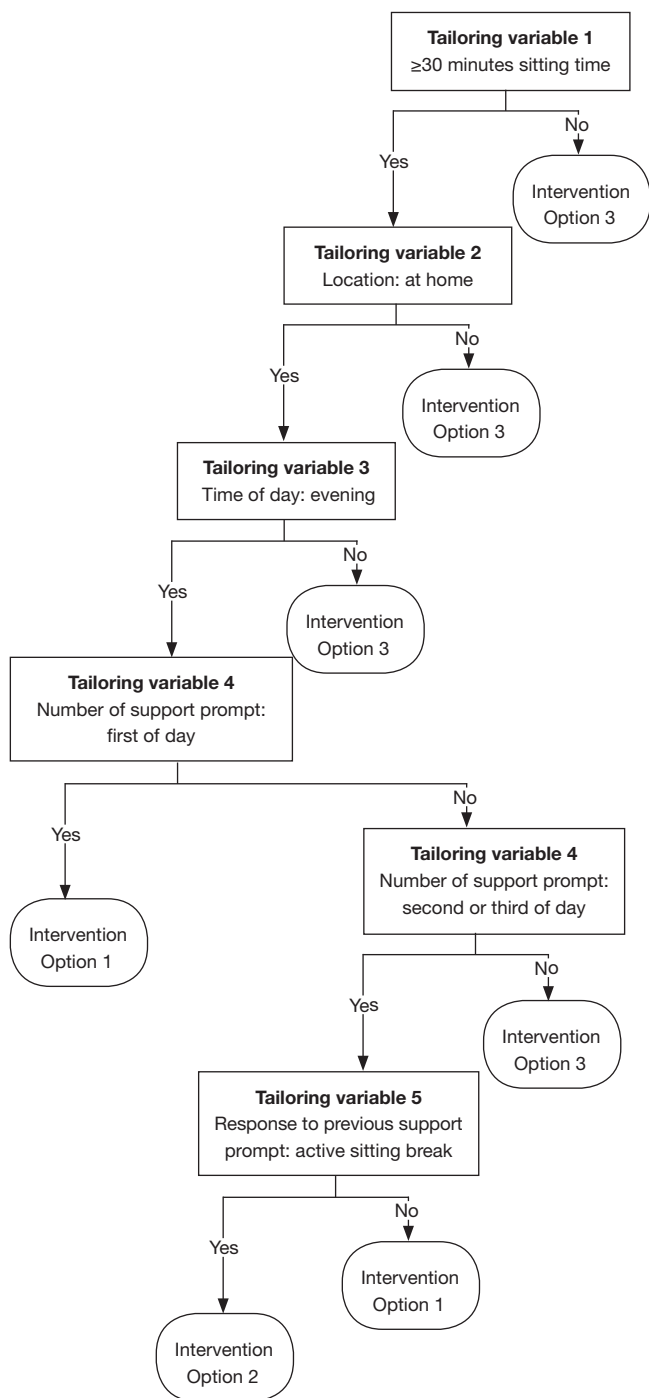 Tailoring variable 1
≥30 minutes sitting time
No
Yes
Intervention
Option 3
Tailoring variable 2
Location: at home
No
Yes
Intervention
Option 3
Tailoring variable 3
Time of day: evening
No
Yes
Intervention
Option 3
Tailoring variable 4
Number of support prompt:
first of day
No
Yes
Tailoring variable 4
Number of support prompt:
second or third of day
Intervention
Option 1
No
Yes
Intervention
Option 3
Tailoring variable 5
Response to previous support
prompt: active sitting break
No
Yes
Intervention
Option 1
Intervention
Option 2